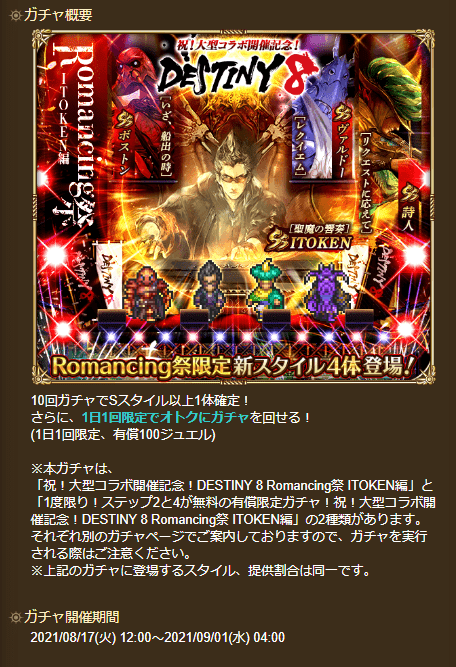 ガチャ概要
祝!大型コラボ開催記念!
DESTINY 8
Romancing祭
ITOKEN編
SS ボストン
[いざ、船出の時]
SS ヴァルドー
[レクイエム]
SS 詩人
[リクエストに応えて]
[聖魔の響奏]
SS ITOKEN
DESTINY 8
DESTINY 8
Romancing祭限定新スタイル4体登場!
10回ガチャでSスタイル以上1体確定!
さらに、1日1回限定でオトクにガチャを回せる!
(1日1回限定、有償100ジュエル)
※本ガチャは、
「祝!大型コラボ開催記念!DESTINY 8 Romancing祭 ITOKEN編」と
「1度限り!ステップ2と4が無料の有償限定ガチャ!祝!大型コラボ開
催記念!DESTINY 8 Romancing祭 ITOKEN編」の2種類があります。
それぞれ別のガチャページでご案内しておりますので、ガチャを実行
される際はご注意ください。
※上記のガチャに登場するスタイル、提供割合は同一です。
ガチャ開催期間
2021/08/17(火) 12:00～2021/09/01(水) 04:00